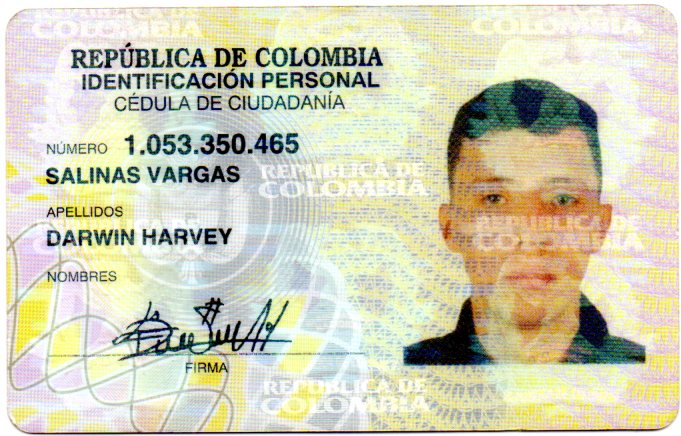 REPÚBLICA DE COLOMBIA
IDENTIFICACIÓN PERSONAL
CÉDULA DE CIUDADANÍA
NÚMERO 1.053.350.465
SALINAS VARGAS
APELLIDOS
DARWIN HARVEY
NOMBRES
FIRMA
REPÚBLICA DE
COLOMBIA
REPÚBLICA DE
COLOMBIA
REPÚBLICA DE
COLOMBIA